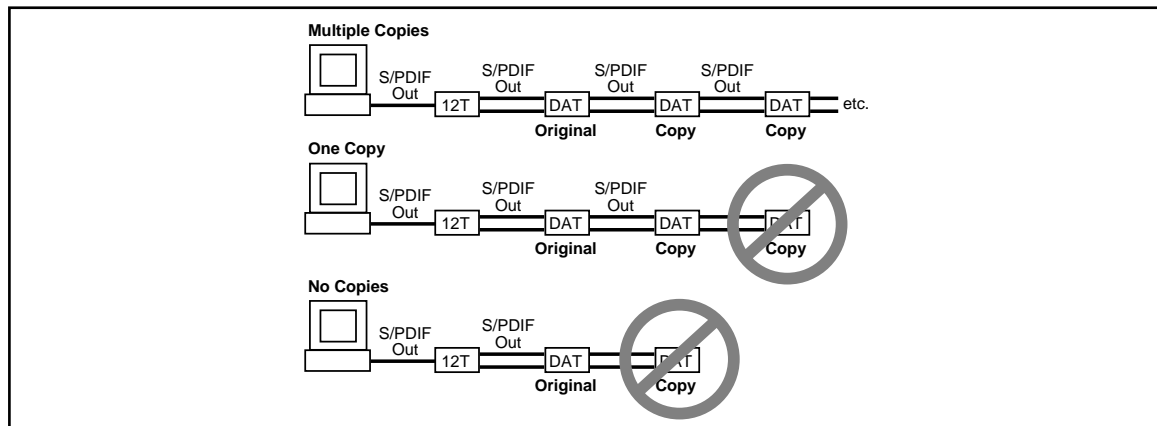 Multiple Copies
S/PDIF Out
S/PDIF Out
S/PDIF Out
S/PDIF Out
12T
DAT
DAT
DAT
etc.
Original
Copy
Copy
One Copy
S/PDIF Out
S/PDIF Out
S/PDIF Out
12T
DAT
DAT
DAT
Original
Copy
Copy
No Copies
S/PDIF Out
S/PDIF Out
12T
DAT
DAT
Original
Copy